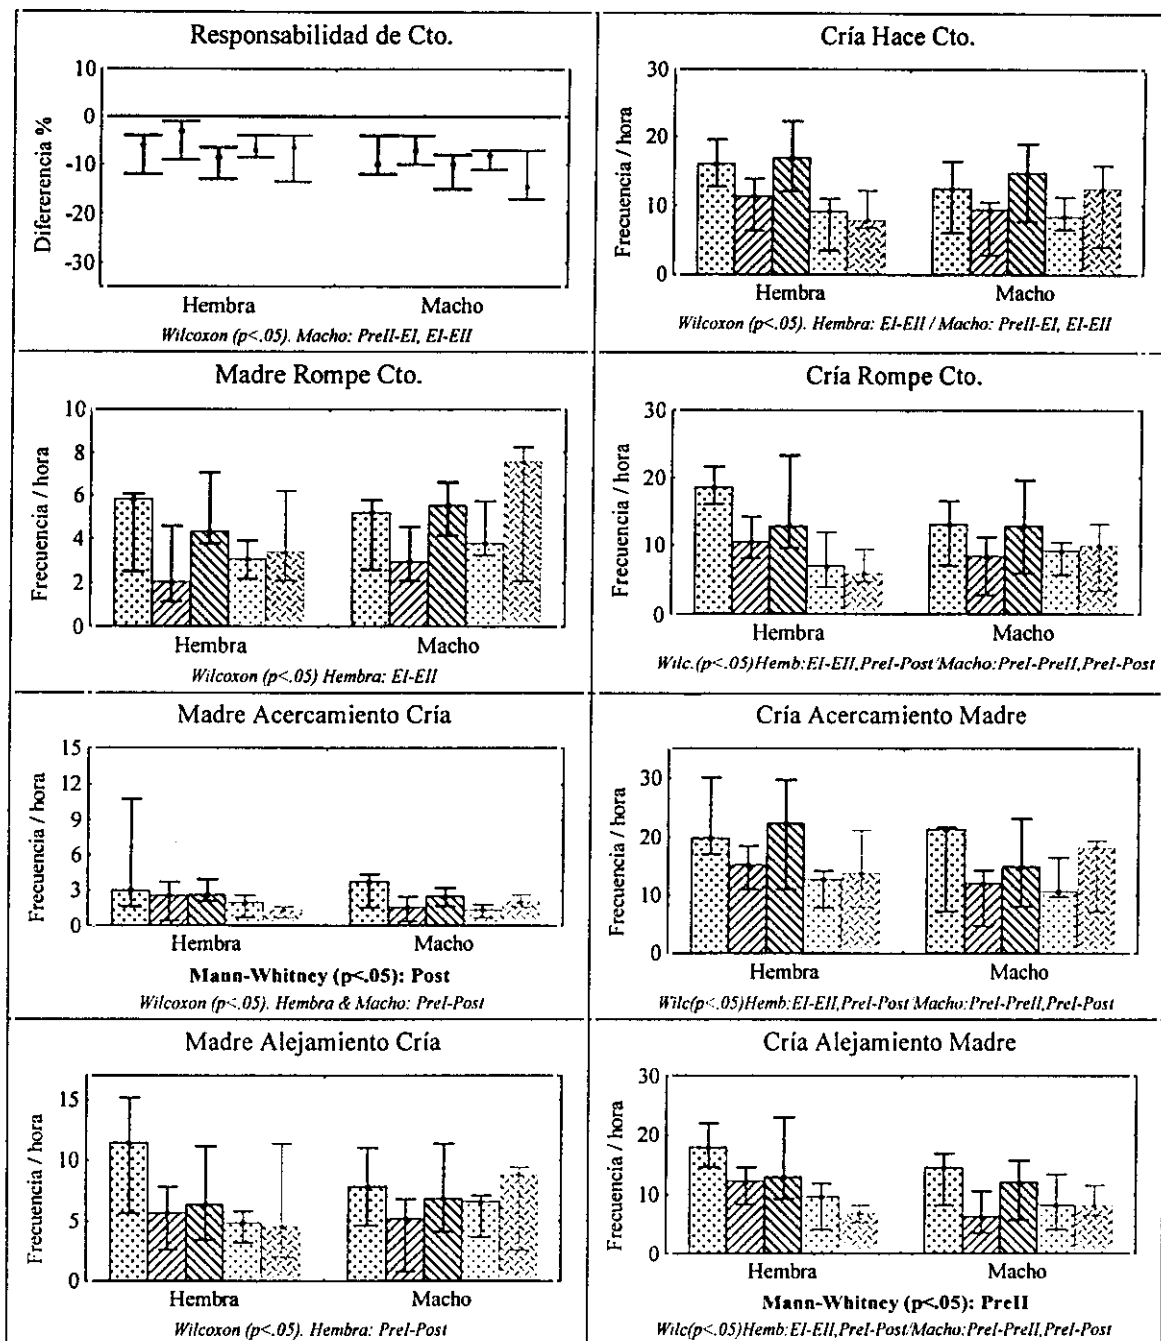 Responsabilidad de Cto.
Diferencia %
10
0
-10
-20
-30
Hembra
Macho
Wilcoxon (p<.05). Macho: PreII-EI, EI-EII
Cría Hace Cto.
Frecuencia / hora
30
20
10
0
Hembra
Macho
Wilcoxon (p<.05). Hembra: EI-EII / Macho: PreII-EI, EI-EII
Madre Rompe Cto.
Frecuencia / hora
10
8
6
4
2
0
Hembra
Macho
Wilcoxon (p<.05) Hembra: EI-EII
Cría Rompe Cto.
Frecuencia / hora
30
20
10
0
Hembra
Macho
Wilc.(p<.05)Hemb:EI-EII,PreI-Post/Macho:PreI-PreII,PreI-Post
Madre Acercamiento Cría
Frecuencia / hora
15
12
9
6
3
0
Hembra
Macho
Mann-Whitney (p<.05): Post
Wilcoxon (p<.05). Hembra & Macho: PreI-Post
Cría Acercamiento Madre
Frecuencia / hora
30
20
10
0
Hembra
Macho
Wilc(p<.05)Hemb:EI-EII,PreI-Post/Macho:PreI-PreII,PreI-Post
Madre Alejamiento Cría
Frecuencia / hora
15
10
5
0
Hembra
Macho
Wilcoxon (p<.05). Hembra: PreI-Post
Cría Alejamiento Madre
Frecuencia / hora
30
20
10
0
Hembra
Macho
Mann-Whitney (p<.05): PreII
Wilc(p<.05)Hemb:EI-EII,PreI-Post/Macho:PreI-PreII,PreI-Post